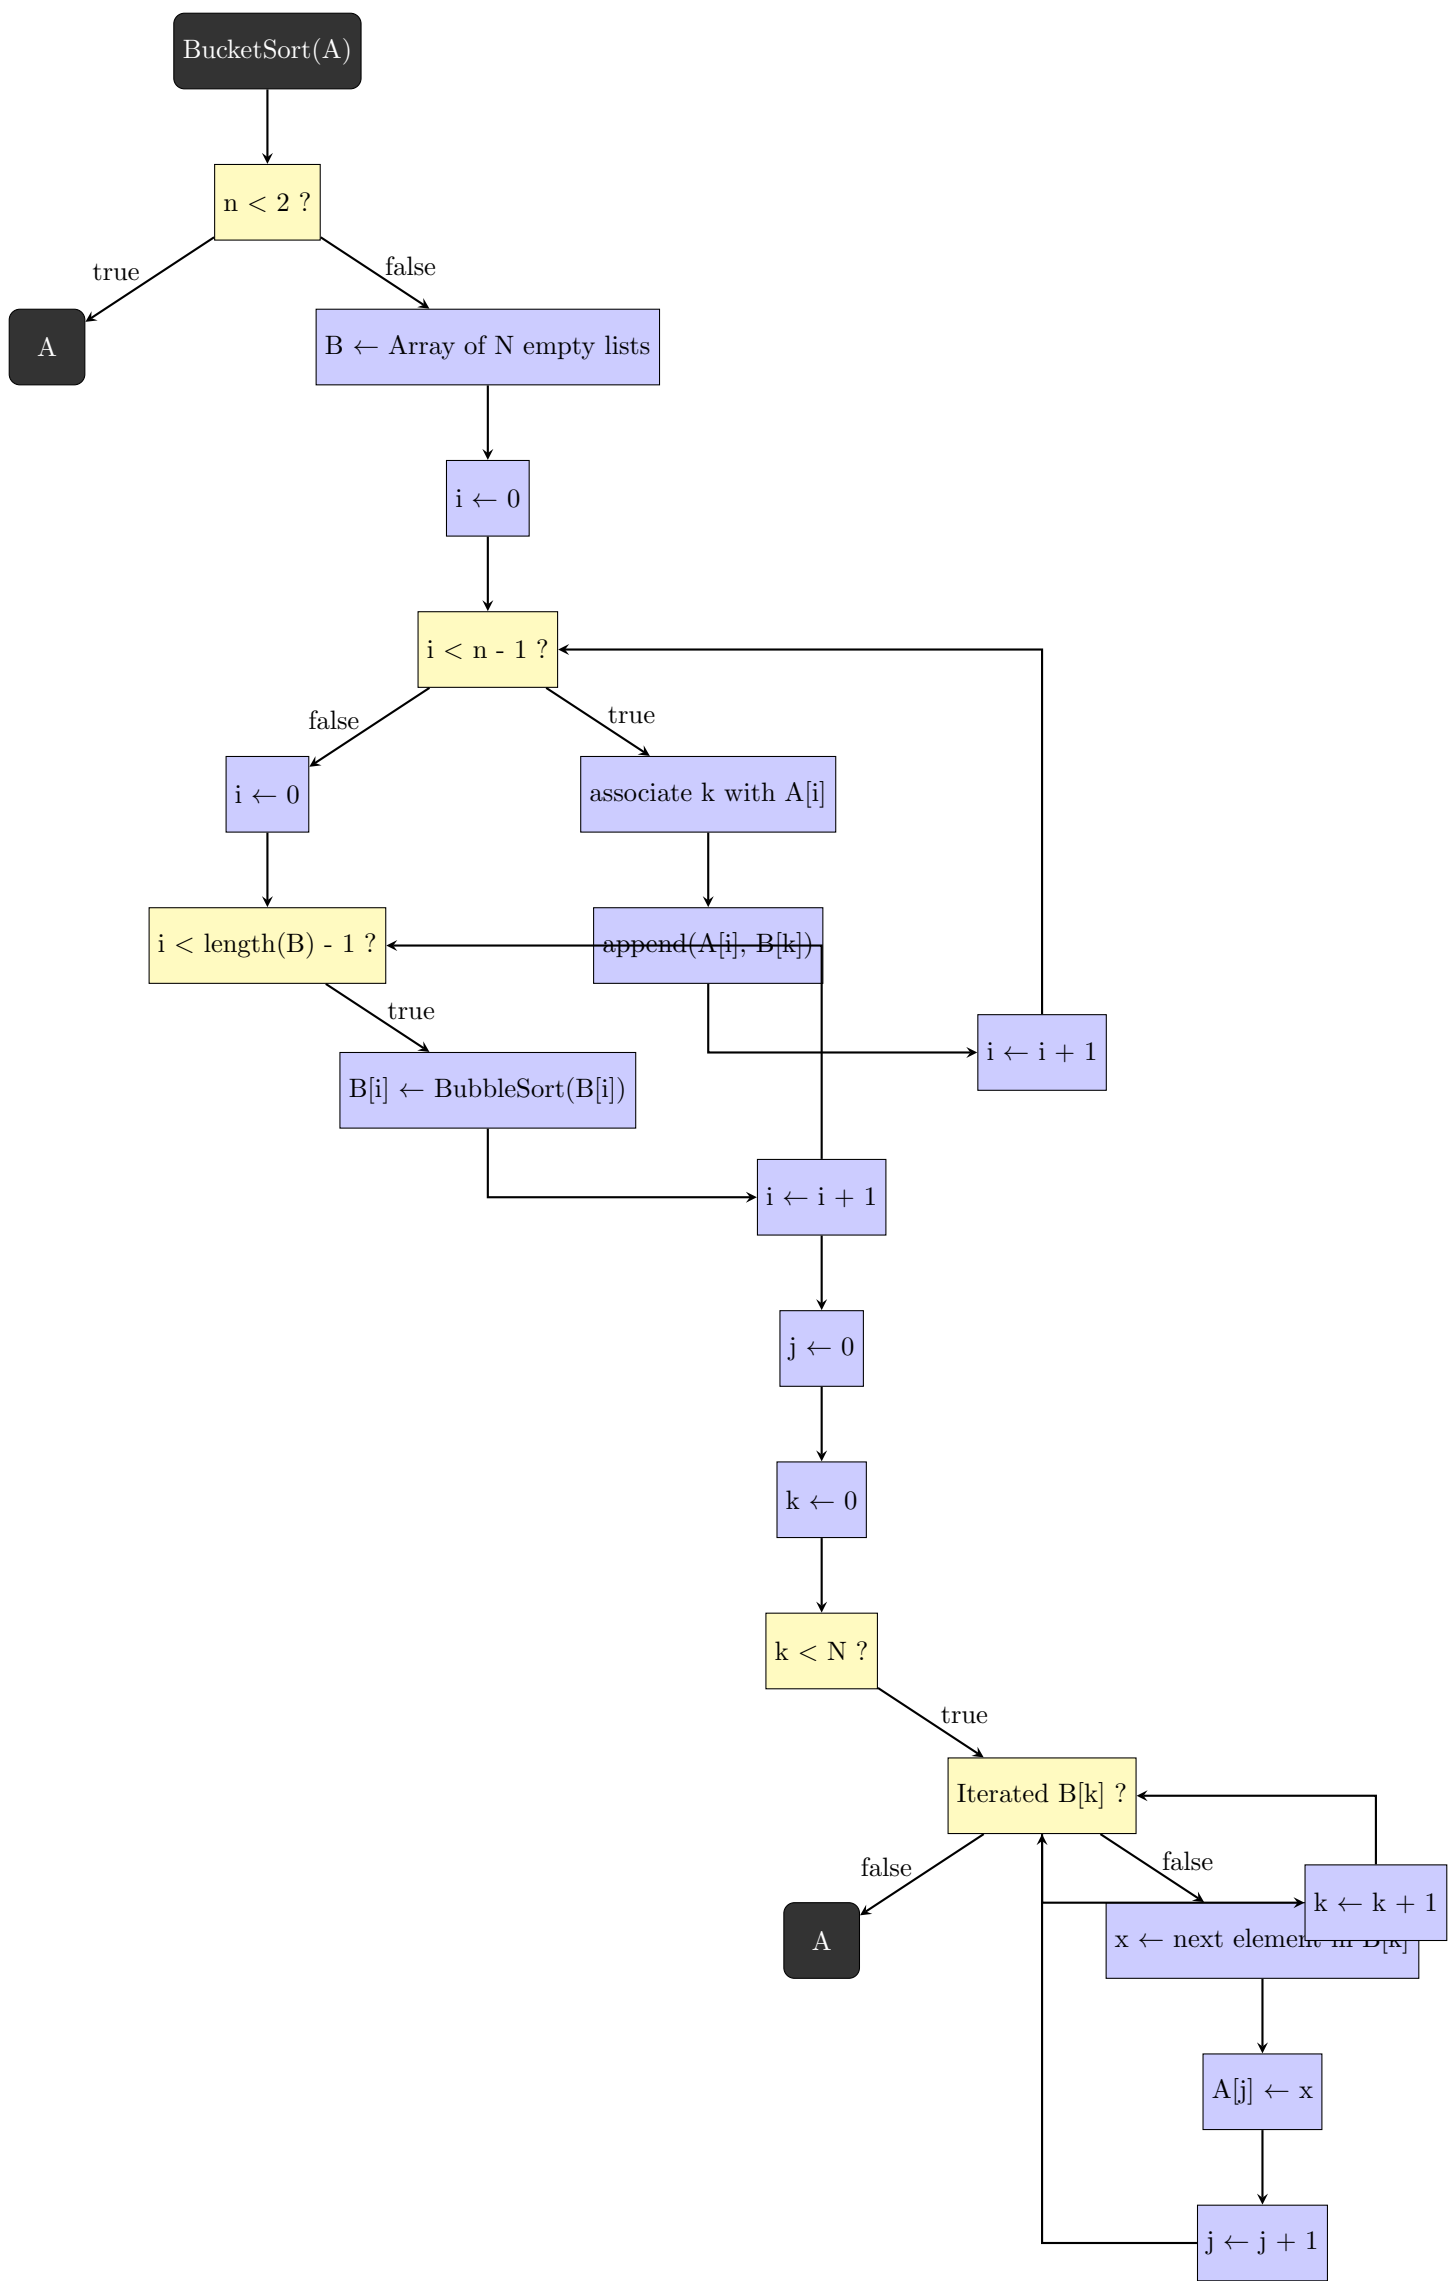 BucketSort(A)
n < 2 ?
true
false
A
B ← Array of N empty lists
i ← 0
i < n - 1 ?
false
true
i ← 0
associate k with A[i]
i < length(B) - 1 ?
append(A[i], B[k])
true
i ← i + 1
B[i] ← BubbleSort(B[i])
i ← i + 1
j ← 0
k ← 0
k < N ?
true
Iterated B[k] ?
false
false
k ← k + 1
A
x ← next element in B[k]
A[j] ← x
j ← j + 1